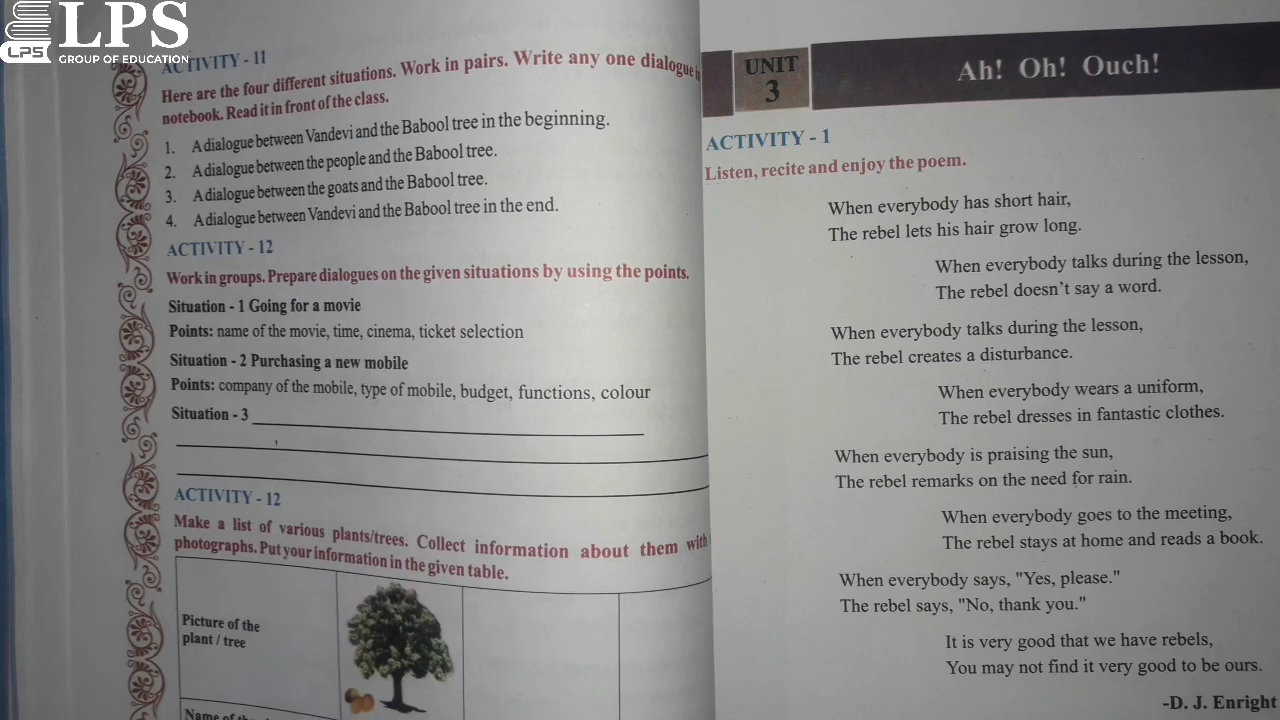 LPS
LPS
GROUP OF EDUCATION
ACTIVITY - 11
Here are the four different situations. Work in pairs. Write any one dialogue
notebook. Read it in front of the class.
1. A dialogue between Vandevi and the Babool tree in the beginning.
2. A dialogue between the people and the Babool tree.
3. A dialogue between the goats and the Babool tree.
4. A dialogue between Vandevi and the Babool tree in the end.
ACTIVITY - 12
Work in groups. Prepare dialogues on the given situations by using the points.
Situation - 1 Going for a movie
Points: name of the movie, time, cinema, ticket selection
Situation - 2 Purchasing a new mobile
Points: company of the mobile, type of mobile, budget, functions, colour
Situation - 3
ACTIVITY - 12
Make a list of various plants/trees. Collect information about them with
photographs. Put your information in the given table.
Picture of the
plant / tree
Name of the
UNIT
3
Ah! Oh! Ouch!
ACTIVITY - 1
Listen, recite and enjoy the poem.
When everybody has short hair,
The rebel lets his hair grow long.
When everybody talks during the lesson,
The rebel doesn't say a word.
When everybody talks during the lesson,
The rebel creates a disturbance.
When everybody wears a uniform,
The rebel dresses in fantastic clothes.
When everybody is praising the sun,
The rebel remarks on the need for rain.
When everybody goes to the meeting,
The rebel stays at home and reads a book.
When everybody says, "Yes, please."
The rebel says, "No, thank you."
It is very good that we have rebels,
You may not find it very good to be ours.
-D. J. Enright